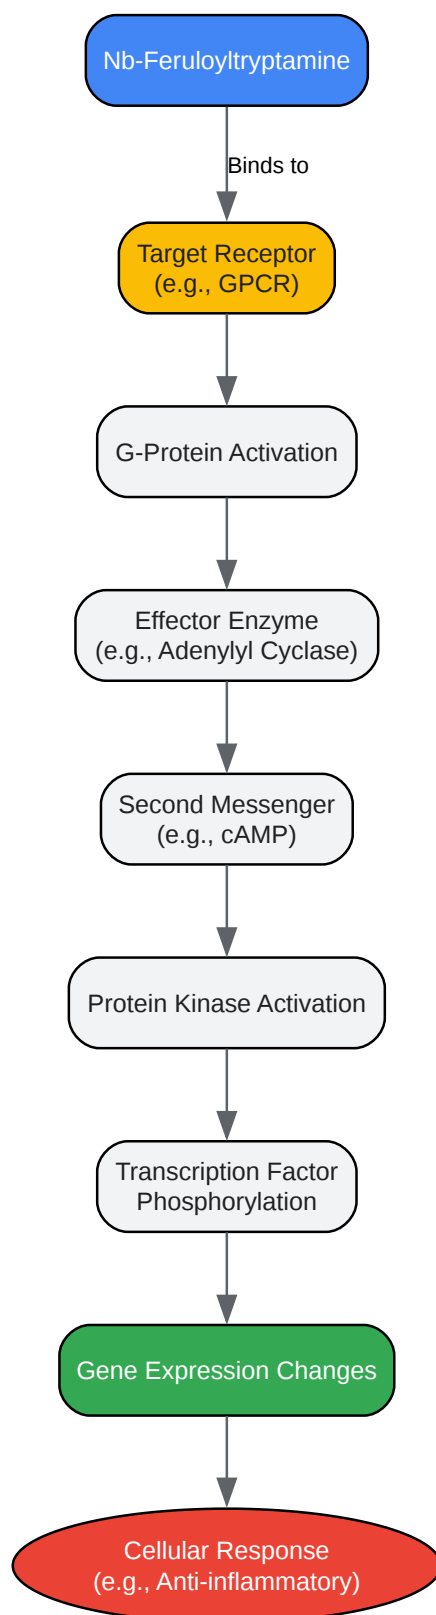 Nb-Feruloyltryptamine
Binds to
Target Receptor
(e.g., GPCR)
G-Protein Activation
Effector Enzyme
(e.g., Adenylyl Cyclase)
Second Messenger
(e.g., cAMP)
Protein Kinase Activation
Transcription Factor
Phosphorylation
Gene Expression Changes
Cellular Response
(e.g., Anti-inflammatory)